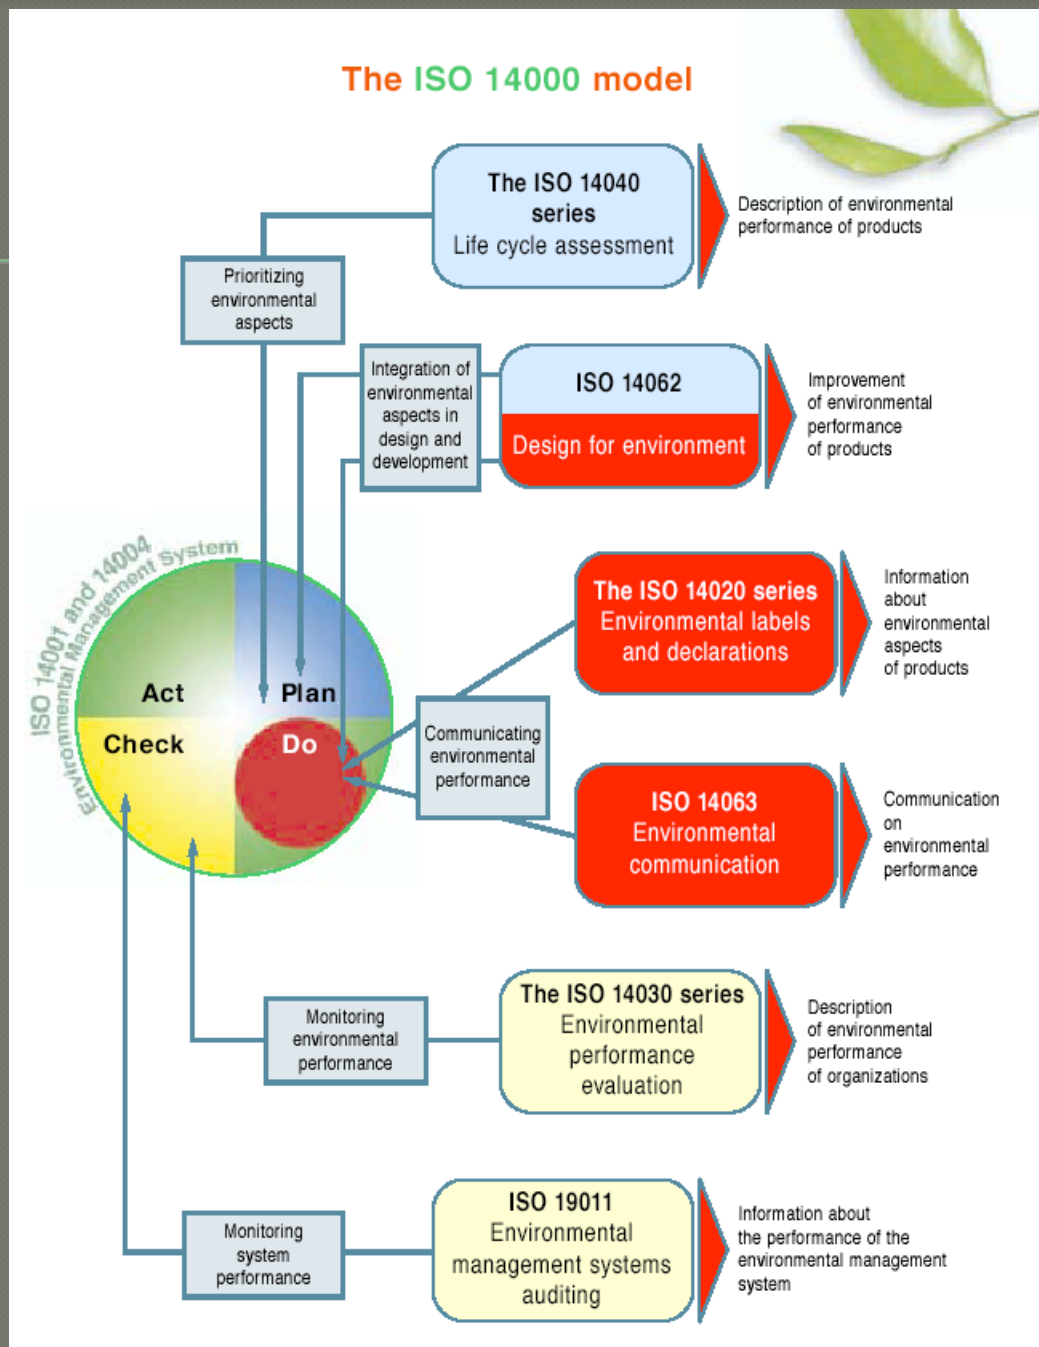 The ISO 14000 model
The ISO 14040
series
Life cycle assessment
Description of environmental
performance of products
Prioritizing
environmental
aspects
Integration of
environmental
aspects in
design and
development
ISO 14062
Design for environment
Improvement
of environmental
performance
of products
ISO 14001 and 14004
Environmental Management System
Act
Plan
Check
Do
The ISO 14020 series
Environmental labels
and declarations
Information
about
environmental
aspects
of products
Communicating
environmental
performance
ISO 14063
Environmental
communication
Communication
on
environmental
performance
Monitoring
environmental
performance
The ISO 14030 series
Environmental
performance
evaluation
Description
of environmental
performance
of organizations
Monitoring
system
performance
ISO 19011
Environmental
management systems
auditing
Information about
the performance of the
environmental management
system